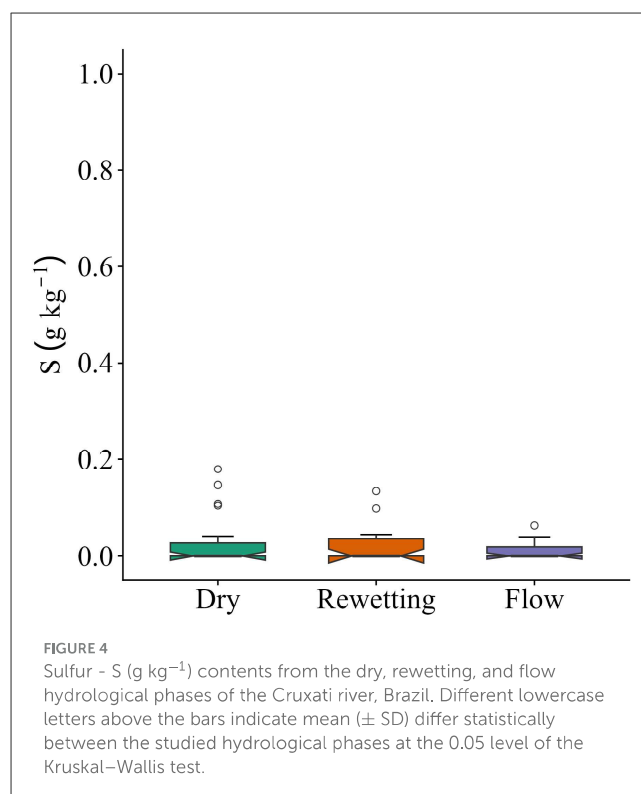 1.0
0.8
0.6
0.4
0.2
0.0
S (g kg⁻¹)
Dry Rewetting Flow
FIGURE 4
Sulfur - S (g kg⁻¹) contents from the dry, rewetting, and flow
hydrological phases of the Cruxati river, Brazil. Different lowercase
letters above the bars indicate mean (± SD) differ statistically
between the studied hydrological phases at the 0.05 level of the
Kruskal–Wallis test.